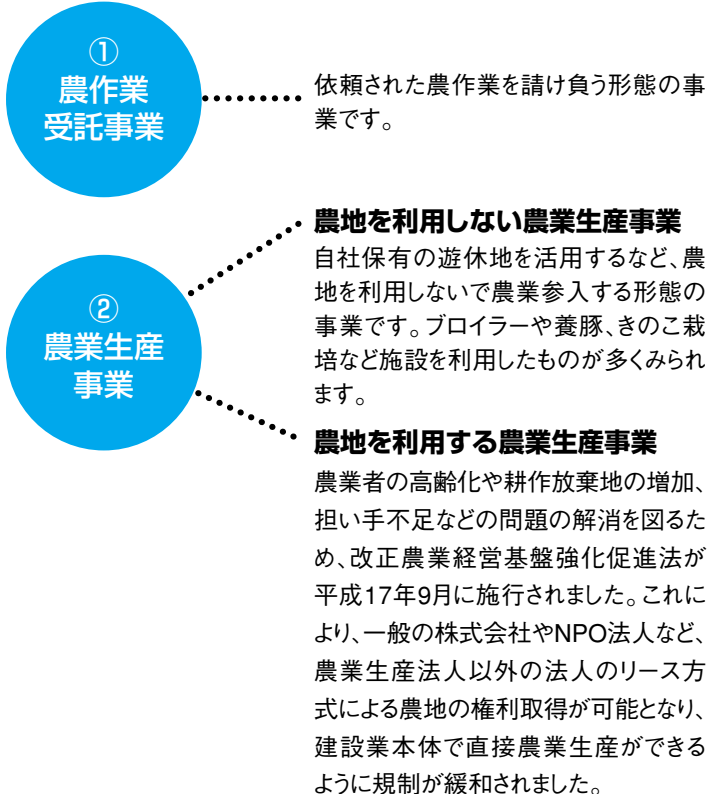 ①
農作業
受託事業
依頼された農作業を請け負う形態の事
業です。
②
農業生産
事業
農地を利用しない農業生産事業
自社保有の遊休地を活用するなど、農
地を利用しないで農業参入する形態の
事業です。ブロイラーや養豚、きのこ栽
培など施設を利用したものが多くみられ
ます。
農地を利用する農業生産事業
農業者の高齢化や耕作放棄地の増加、
担い手不足などの問題の解消を図るた
め、改正農業経営基盤強化促進法が
平成17年9月に施行されました。これに
より、一般の株式会社やNPO法人など、
農業生産法人以外の法人のリース方
式による農地の権利取得が可能となり、
建設業本体で直接農業生産ができる
ように規制が緩和されました。